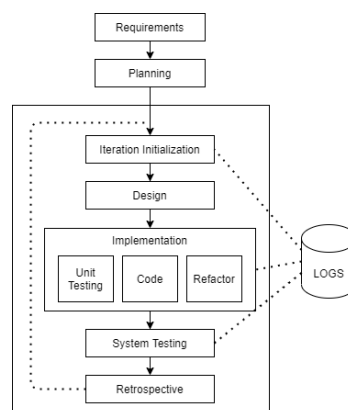 Requirements
Planning
Iteration Initialization
Design
Implementation
Unit
Testing
Code
Refactor
LOGS
System Testing
Retrospective